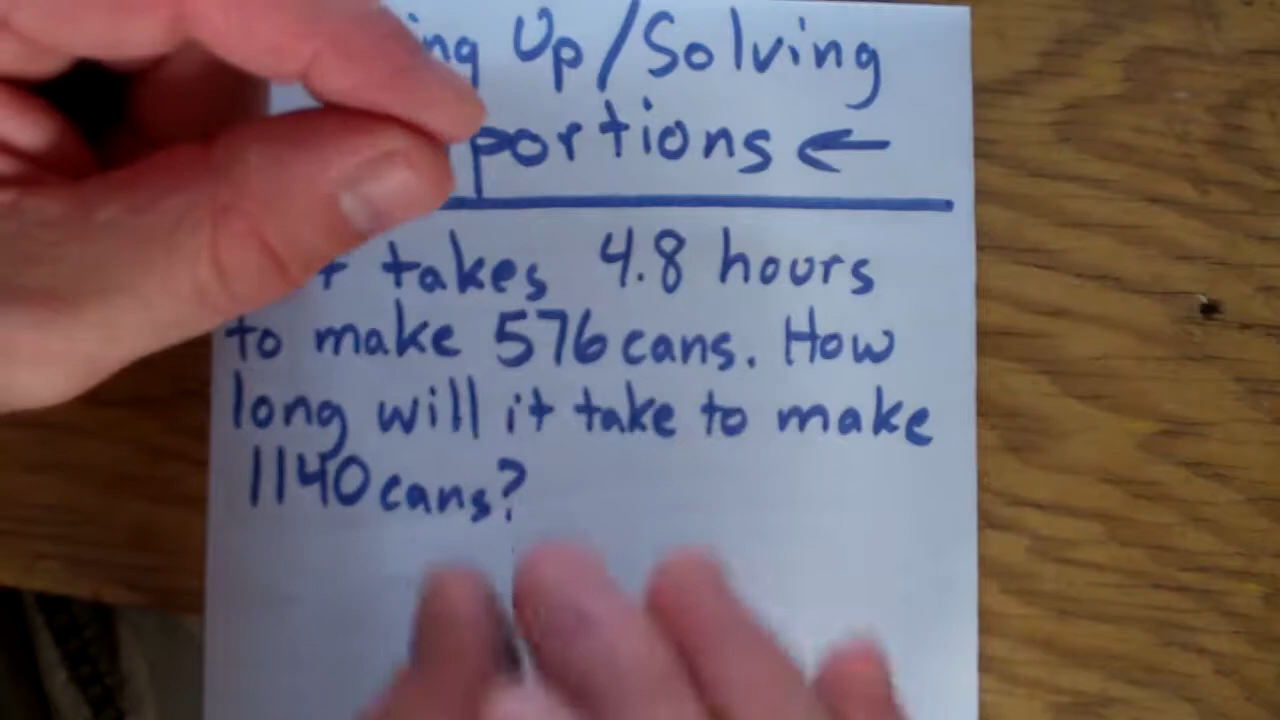 ing Up/Solving
portions ←
takes 4.8 hours
to make 576 cans. How
long will it take to make
1140 cans?